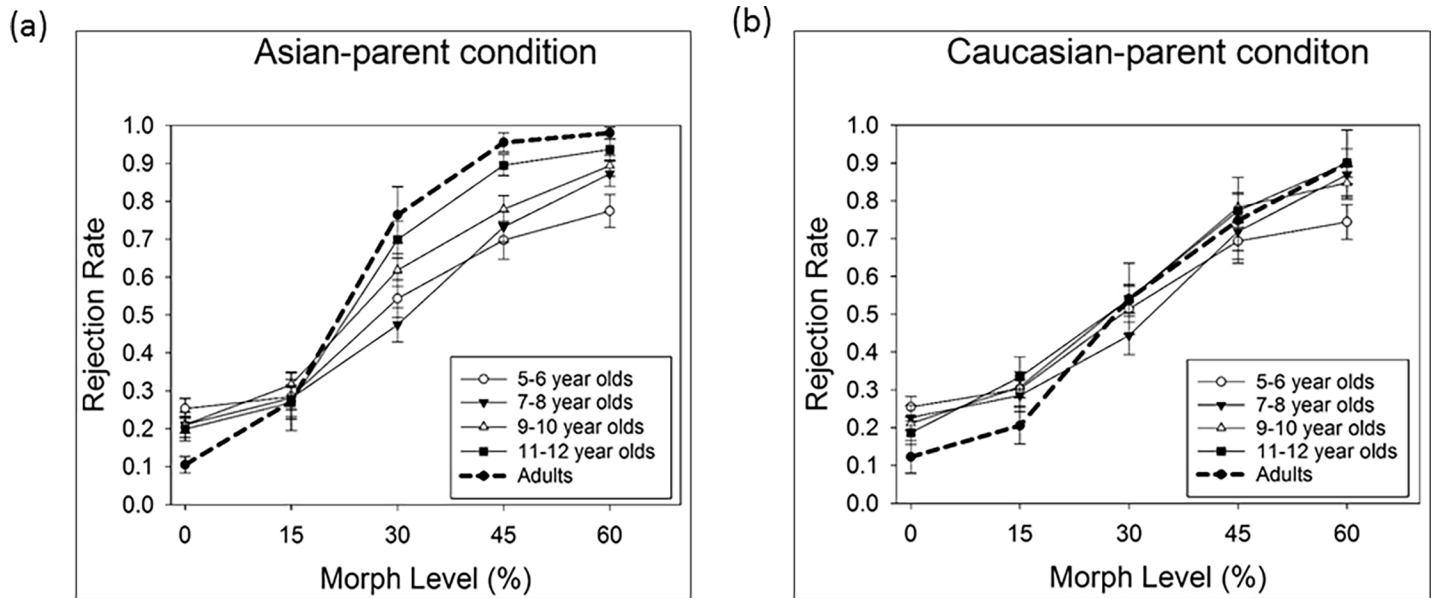 (a)
Asian-parent condition
Rejection Rate
1.0
0.9
0.8
0.7
0.6
0.5
0.4
0.3
0.2
0.1
0.0
5-6 year olds
7-8 year olds
9-10 year olds
11-12 year olds
Adults
0 15 30 45 60
Morph Level (%)
(b)
Caucasian-parent conditon
Rejection Rate
1.0
0.9
0.8
0.7
0.6
0.5
0.4
0.3
0.2
0.1
0.0
5-6 year olds
7-8 year olds
9-10 year olds
11-12 year olds
Adults
0 15 30 45 60
Morph Level (%)